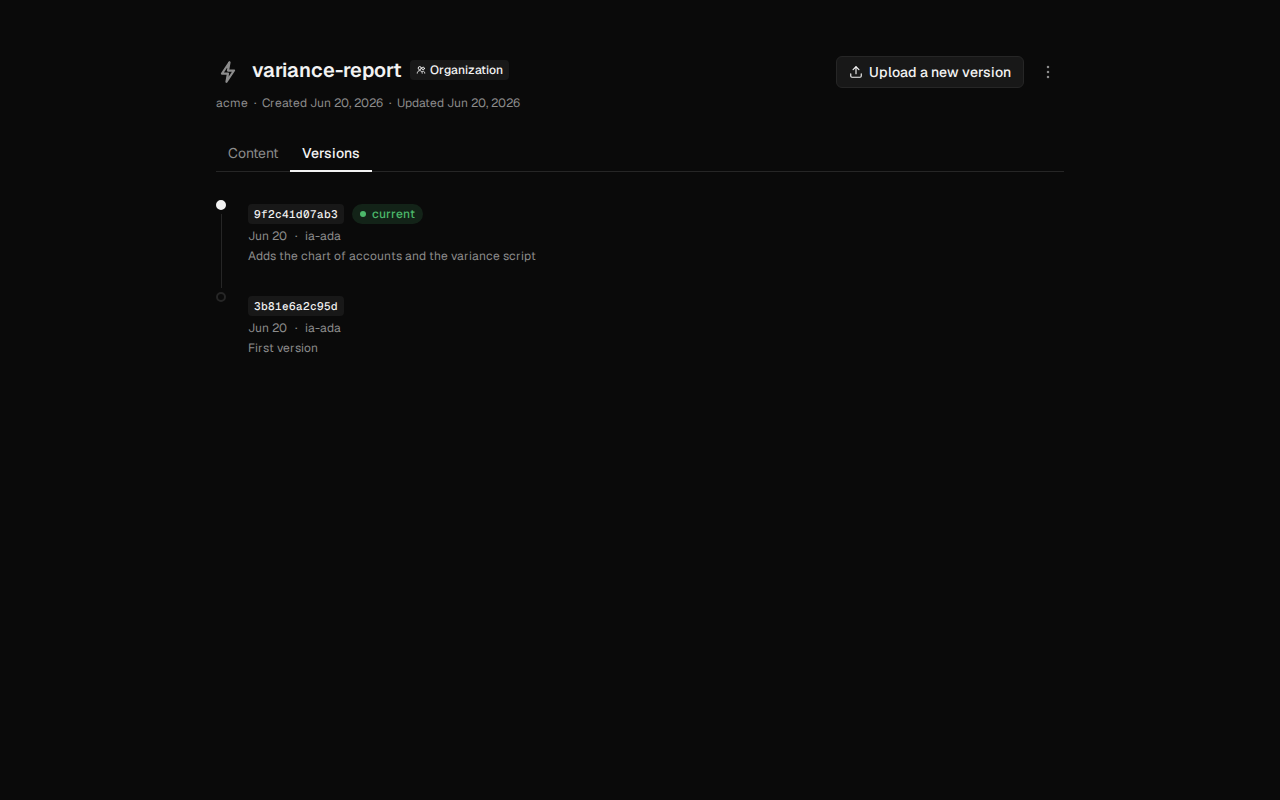 variance-report Organization Upload a new version
acme · Created Jun 20, 2026 · Updated Jun 20, 2026
Content Versions
9f2c41d07ab3 current
Jun 20 · ia-ada
Adds the chart of accounts and the variance script
3b81e6a2c95d
Jun 20 · ia-ada
First version